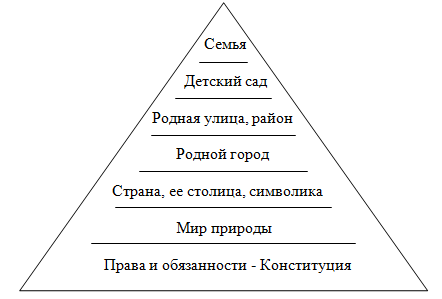 Семья
Детский сад
Родная улица, район
Родной город
Страна, ее столица, символика
Мир природы
Права и обязанности - Конституция